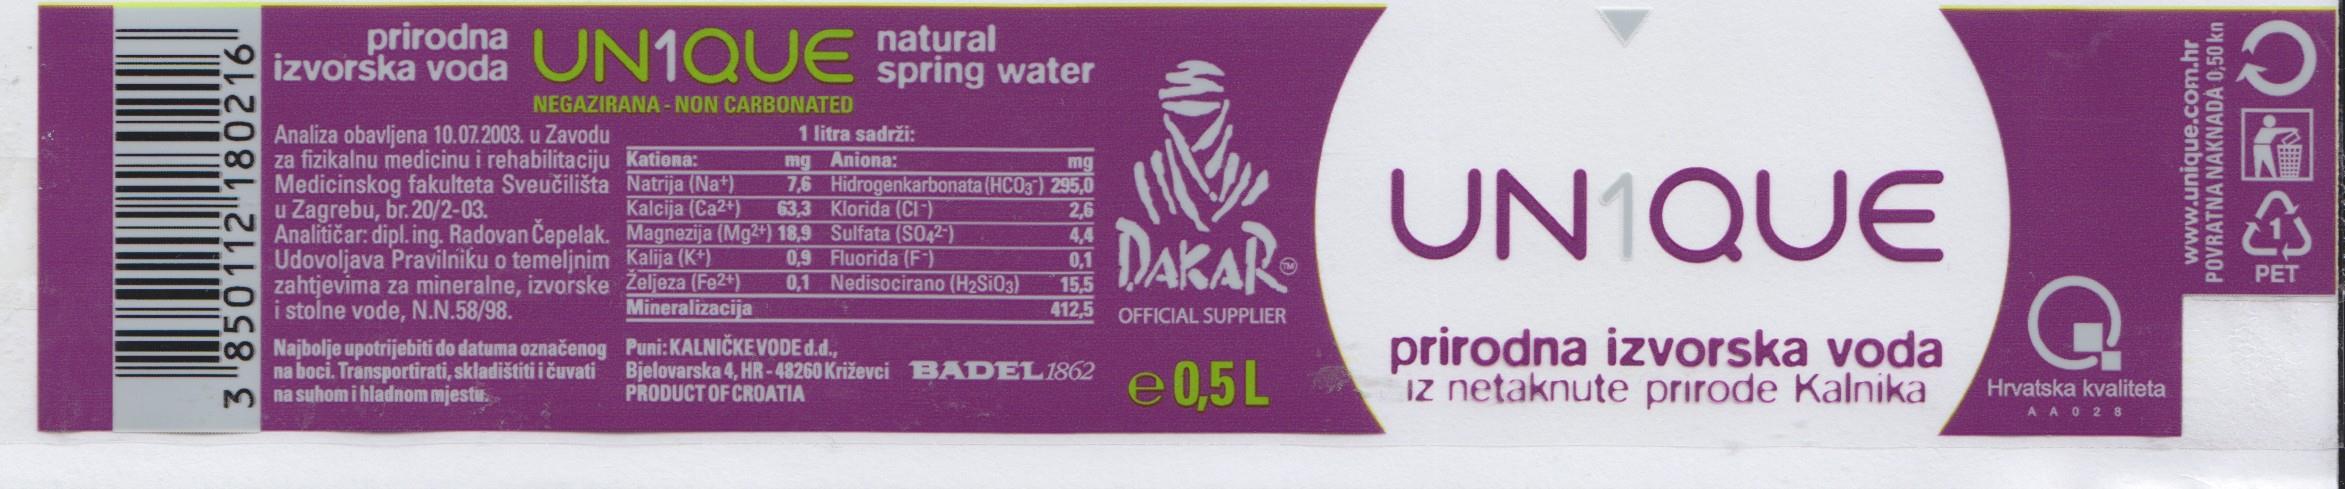 3 850112 180216
prirodna
izvorska voda
UN1QUE
natural
spring water
NEGAZIRANA - NON CARBONATED
Analiza obavljena 10.07.2003. u Zavodu
za fizikalnu medicinu i rehabilitaciju
Medicinskog fakulteta Sveučilišta
u Zagrebu, br. 20/2-03.
Analitičar: dipl. ing. Radovan Čepelak.
Udovoljava Pravilniku o temeljnim
zahtjevima za mineralne, izvorske
i stolne vode, N.N.58/98.
Najbolje upotrijebiti do datuma označenog
na boci. Transportirati, skladištiti i čuvati
na suhom i hladnom mjestu.
1 litra sadrži:
Kationa: mg Aniona: mg
Natrija (Na+) 7,6 Hidrogenkarbonata (HCO3-) 295,0
Kalcija (Ca2+) 63,3 Klorida (Cl-) 2,6
Magnezija (Mg2+) 18,9 Sulfata (SO42-) 4,4
Kalija (K+) 0,9 Fluorida (F-) 0,1
Željeza (Fe2+) 0,1 Nedisocirano (H2SiO3) 15,5
Mineralizacija 412,5
Puni: KALNIČKE VODE d.d.,
Bjelovarska 4, HR - 48260 Križevci
PRODUCT OF CROATIA
BADEL 1862
DAKAR™
OFFICIAL SUPPLIER
e 0,5 L
UN1QUE
prirodna izvorska voda
iz netaknute prirode Kalnika
Hrvatska kvaliteta
AA028
www.unique.com.hr
POVRATNA NAKANADA 0,50 kn
1
PET